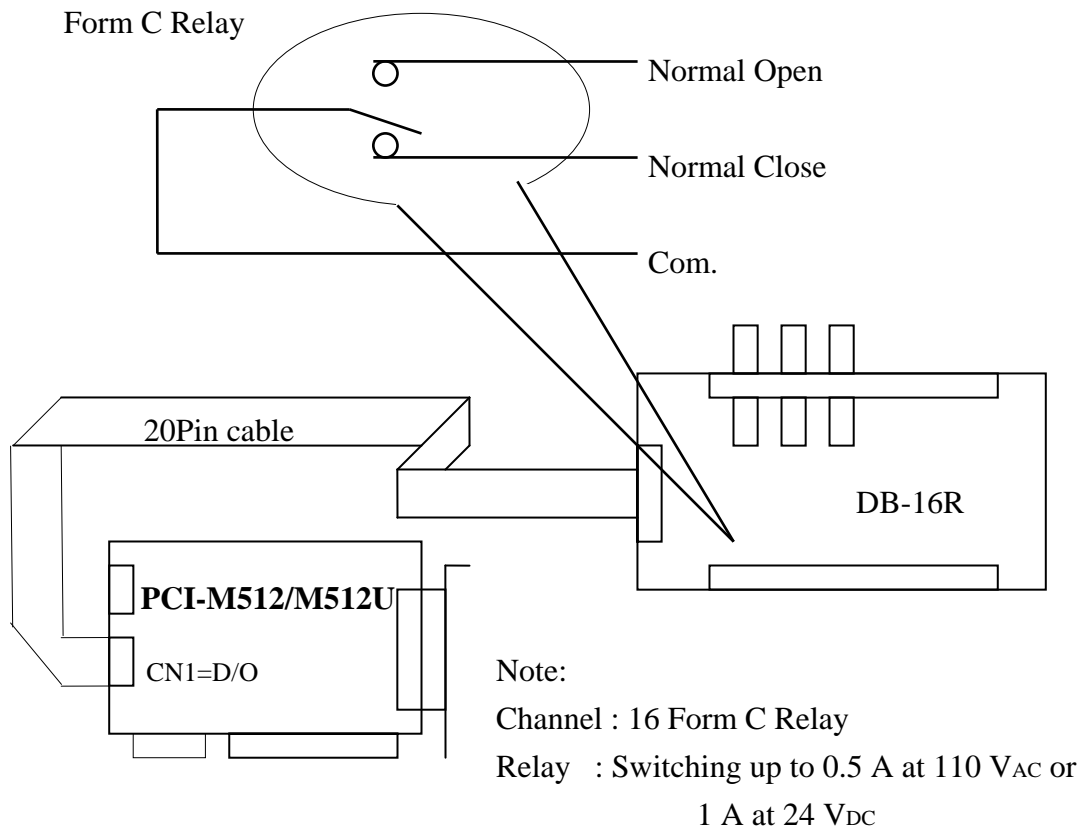 Form C Relay
Normal Open
Normal Close
Com.
20Pin cable
DB-16R
PCI-M512/M512U
CN1=D/O
Note:
Channel : 16 Form C Relay
Relay : Switching up to 0.5 A at 110 VAC or
1 A at 24 VDC